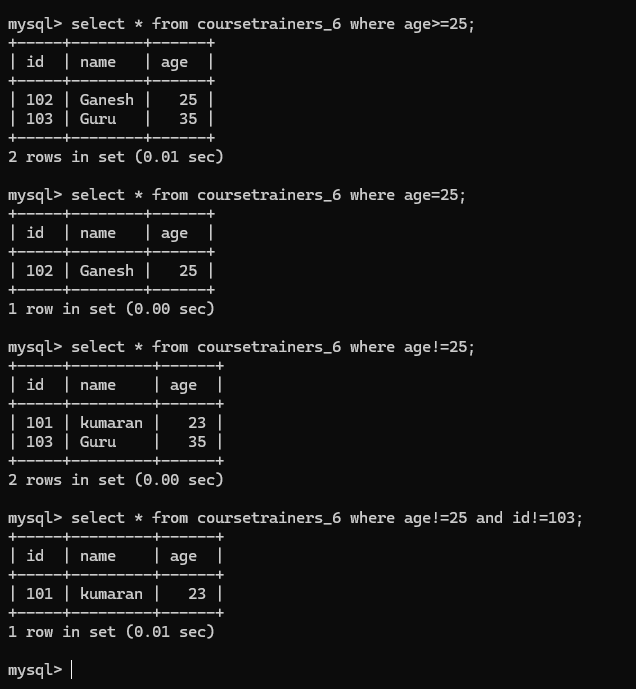 mysql> select * from coursetrainers_6 where age>=25;
+-----+--------+------+
| id  | name   | age  |
+-----+--------+------+
| 102 | Ganesh |   25 |
| 103 | Guru   |   35 |
+-----+--------+------+
2 rows in set (0.01 sec)

mysql> select * from coursetrainers_6 where age=25;
+-----+--------+------+
| id  | name   | age  |
+-----+--------+------+
| 102 | Ganesh |   25 |
+-----+--------+------+
1 row in set (0.00 sec)

mysql> select * from coursetrainers_6 where age!=25;
+-----+---------+------+
| id  | name    | age  |
+-----+---------+------+
| 101 | kumaran |   23 |
| 103 | Guru    |   35 |
+-----+---------+------+
2 rows in set (0.00 sec)

mysql> select * from coursetrainers_6 where age!=25 and id!=103;
+-----+---------+------+
| id  | name    | age  |
+-----+---------+------+
| 101 | kumaran |   23 |
+-----+---------+------+
1 row in set (0.01 sec)

mysql>